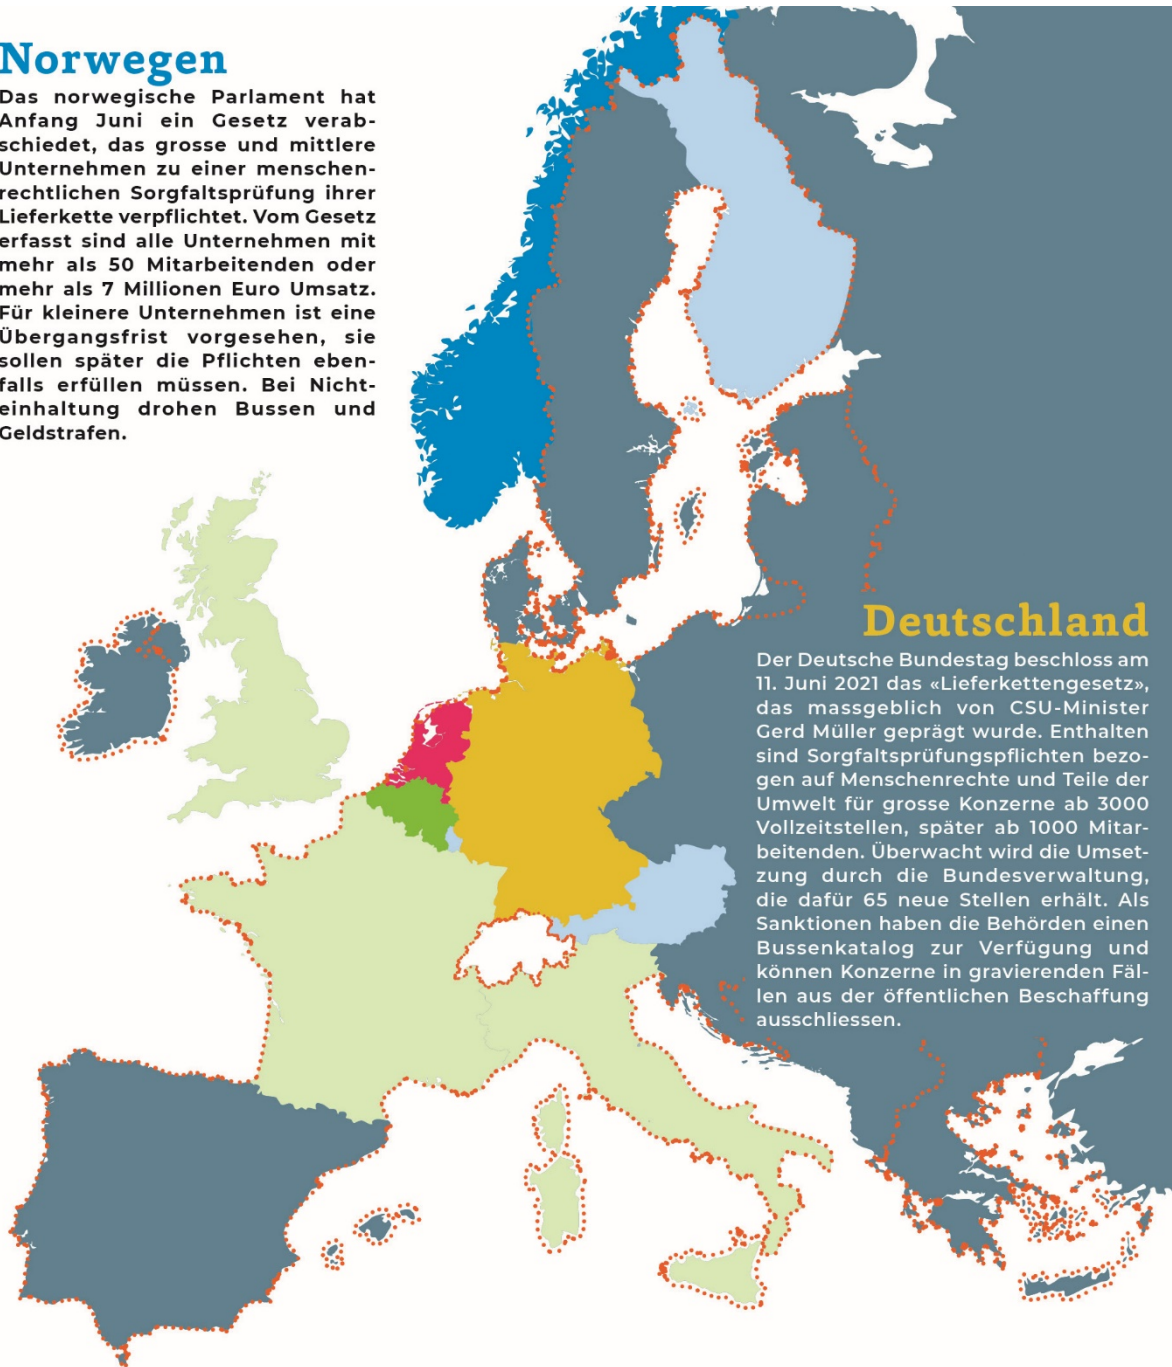 Norwegen
Das norwegische Parlament hat
Anfang Juni ein Gesetz verab-
schiedet, das grosse und mittlere
Unternehmen zu einer menschen-
rechtlichen Sorgfaltsprüfung ihrer
Lieferkette verpflichtet. Vom Gesetz
erfasst sind alle Unternehmen mit
mehr als 50 Mitarbeitenden oder
mehr als 7 Millionen Euro Umsatz.
Für kleinere Unternehmen ist eine
Übergangsfrist vorgesehen, sie
sollen später die Pflichten eben-
falls erfüllen müssen. Bei Nicht-
einhaltung drohen Bussen und
Geldstrafen.
Deutschland
Der Deutsche Bundestag beschloss am
11. Juni 2021 das «Lieferkettengesetz»,
das massgeblich von CSU-Minister
Gerd Müller geprägt wurde. Enthalten
sind Sorgfaltsprüfungspflichten bezo-
gen auf Menschenrechte und Teile der
Umwelt für grosse Konzerne ab 3000
Vollzeitstellen, später ab 1000 Mitar-
beitenden. Überwacht wird die Umset-
zung durch die Bundesverwaltung,
die dafür 65 neue Stellen erhält. Als
Sanktionen haben die Behörden einen
Bussenkatalog zur Verfügung und
können Konzerne in gravierenden Fäl-
len aus der öffentlichen Beschaffung
ausschliessen.